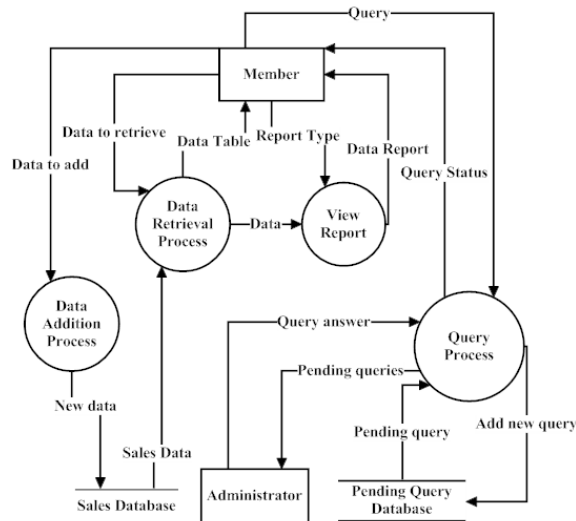 Query
Member
Data to retrieve
Data Table
Report Type
Data to add
Data Report
Query Status
Data
Retrieval
Process
Data
View
Report
Data
Addition
Process
Query answer
Query
Process
Pending queries
New data
Pending query
Add new query
Sales Data
Sales Database
Administrator
Pending Query
Database